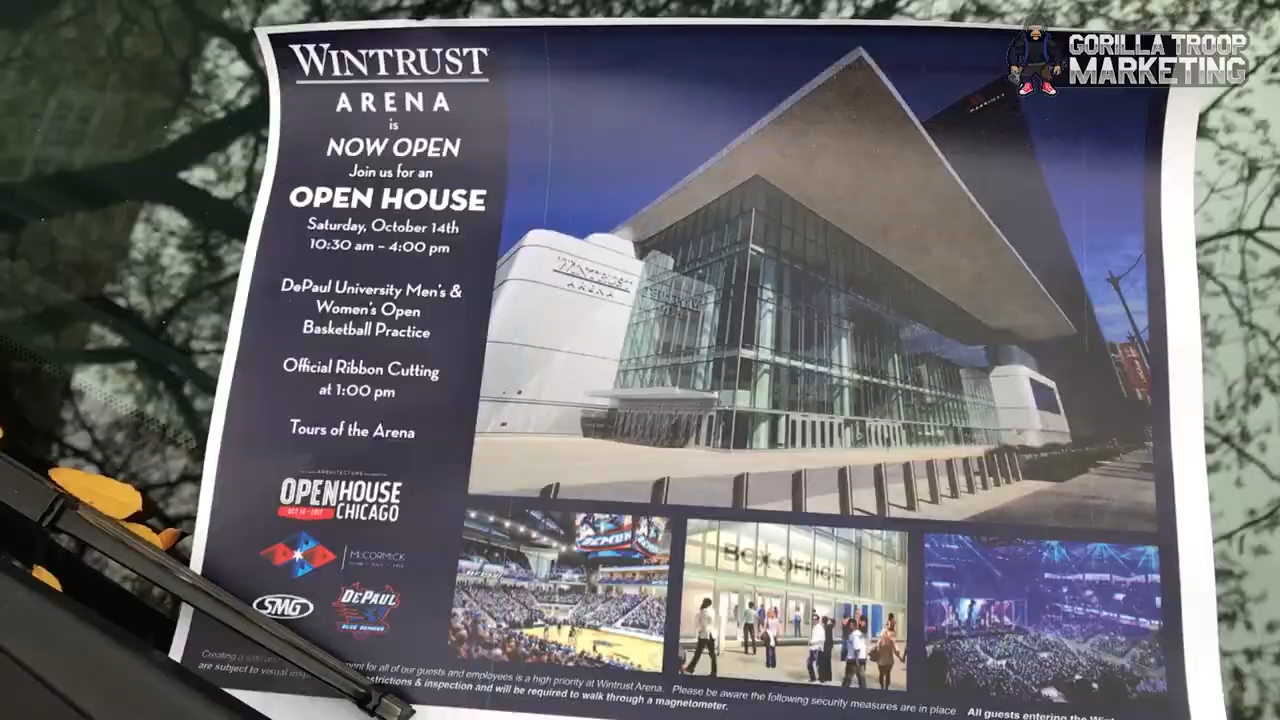 GORILLA TROOP
MARKETING
WINTRUST
ARENA
is
NOW OPEN
Join us for an
OPEN HOUSE
Saturday, October 14th
10:30 am – 4:00 pm
DePaul University Men's &
Women's Open
Basketball Practice
Official Ribbon Cutting
at 1:00 pm
Tours of the Arena
ARCHITECTURE
OPENHOUSE
CHICAGO
McCORMICK
SMG
DEPAUL
BLUE DEMONS
WINTRUST
ARENA
MARRIOTT
BOX OFFICE
Creating a
ment for all of our guests and employees is a high priority at Wintrust Arena. Please be aware the following security measures are in place. All guests entering the
are subject to visual
restrictions & inspection and will be required to walk through a magnetometer.